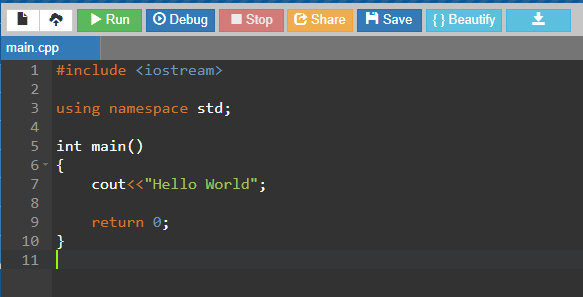 Run Debug Stop Share Save { } Beautify
main.cpp
1 #include <iostream>
2
3 using namespace std;
4
5 int main()
6 {
7     cout<<"Hello World";
8
9     return 0;
10 }
11